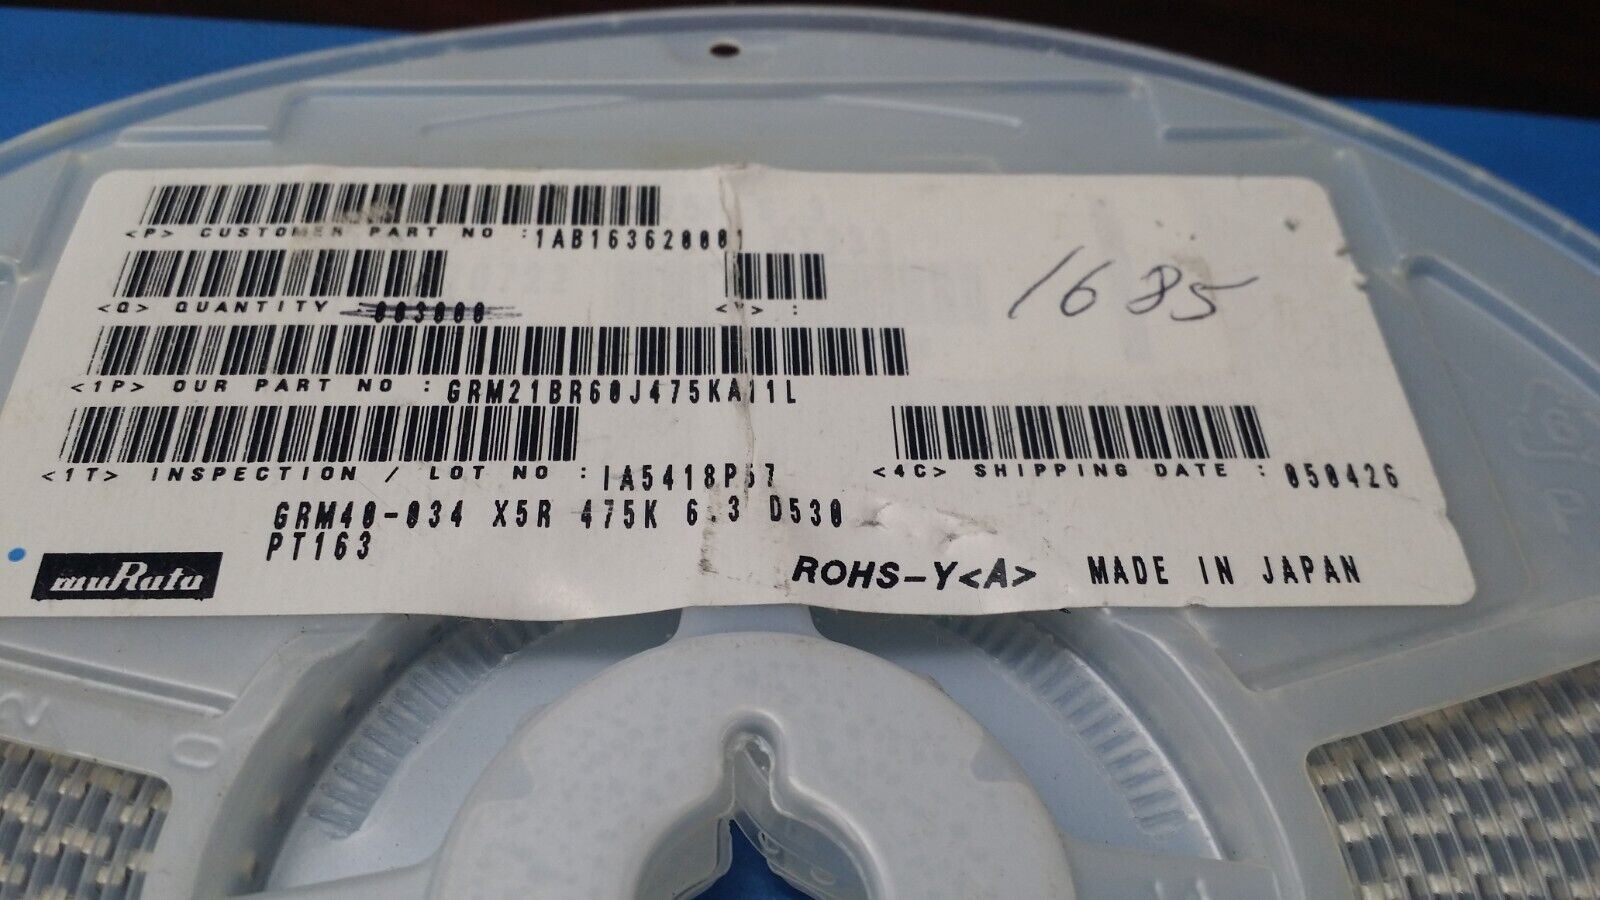 <P> CUSTOMER PART NO : 1AB163620001
<Q> QUANTITY 003000
<V> :
1685
<1P> OUR PART NO : GRM21BR60J475KA11L
<1T> INSPECTION / LOT NO : IA5418P57
<4C> SHIPPING DATE : 050426
GRM40-034 X5R 475K 6.3 D530
PT163
muRata
ROHS-Y<A> MADE IN JAPAN